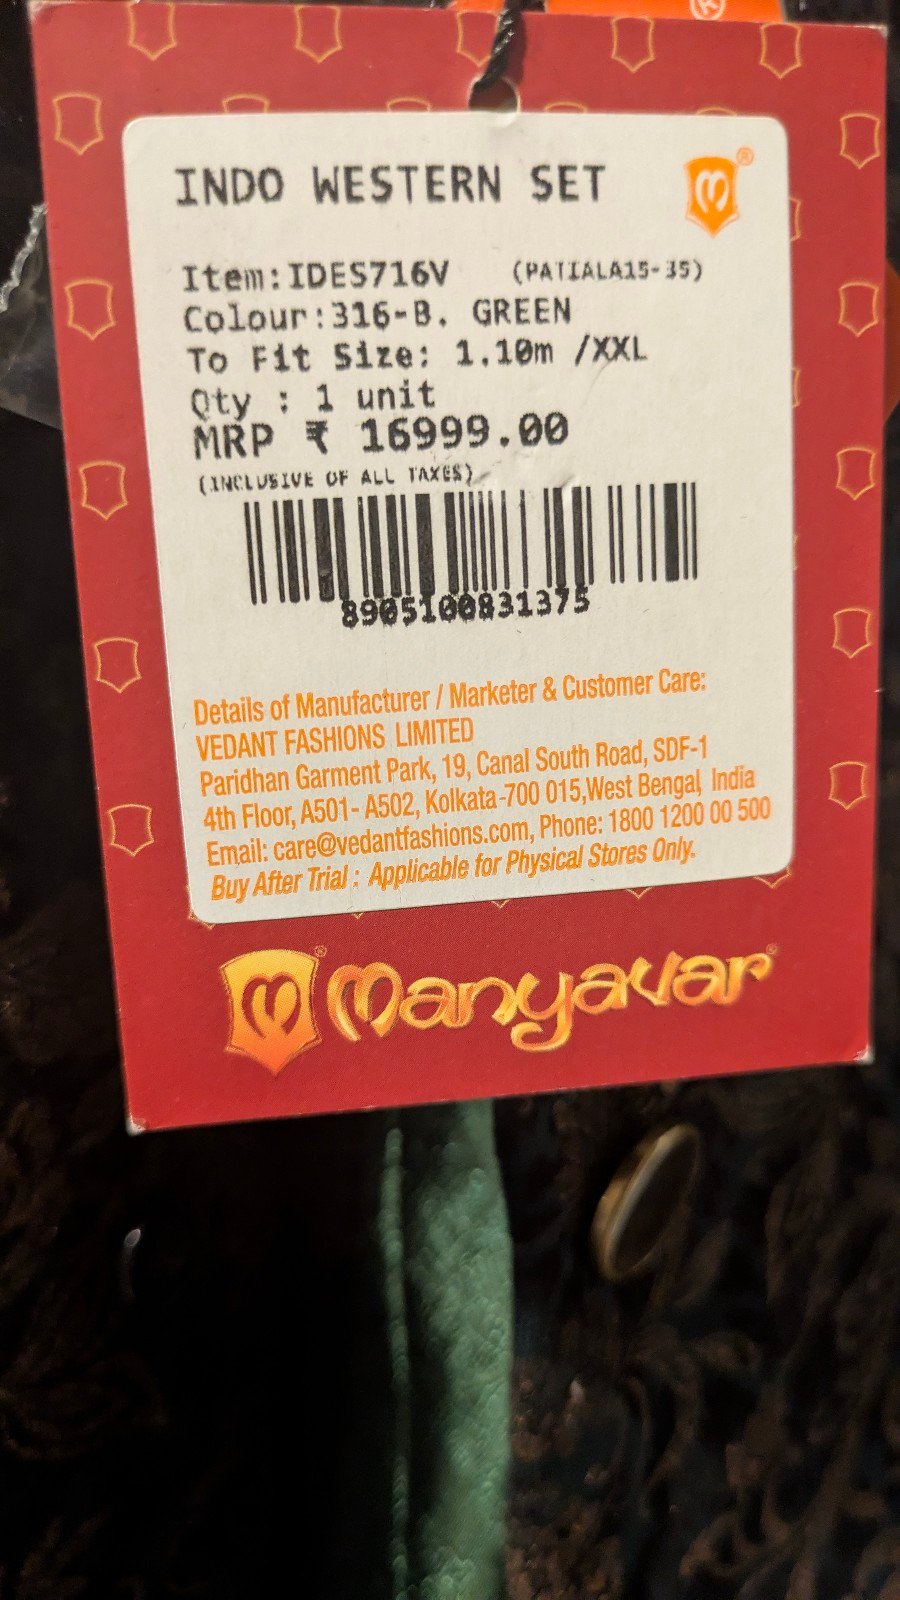 INDO WESTERN SET
Item:IDES716V (PATIALA15-35)
Colour:316-B. GREEN
To Fit Size: 1.10m /XXL
Qty : 1 unit
MRP ₹ 16999.00
(INCLUSIVE OF ALL TAXES)
8905100831375
Details of Manufacturer / Marketer & Customer Care:
VEDANT FASHIONS LIMITED
Paridhan Garment Park, 19, Canal South Road, SDF-1
4th Floor, A501- A502, Kolkata-700 015,West Bengal, India
Email: care@vedantfashions.com, Phone: 1800 1200 00 500
Buy After Trial : Applicable for Physical Stores Only.
Manyavar